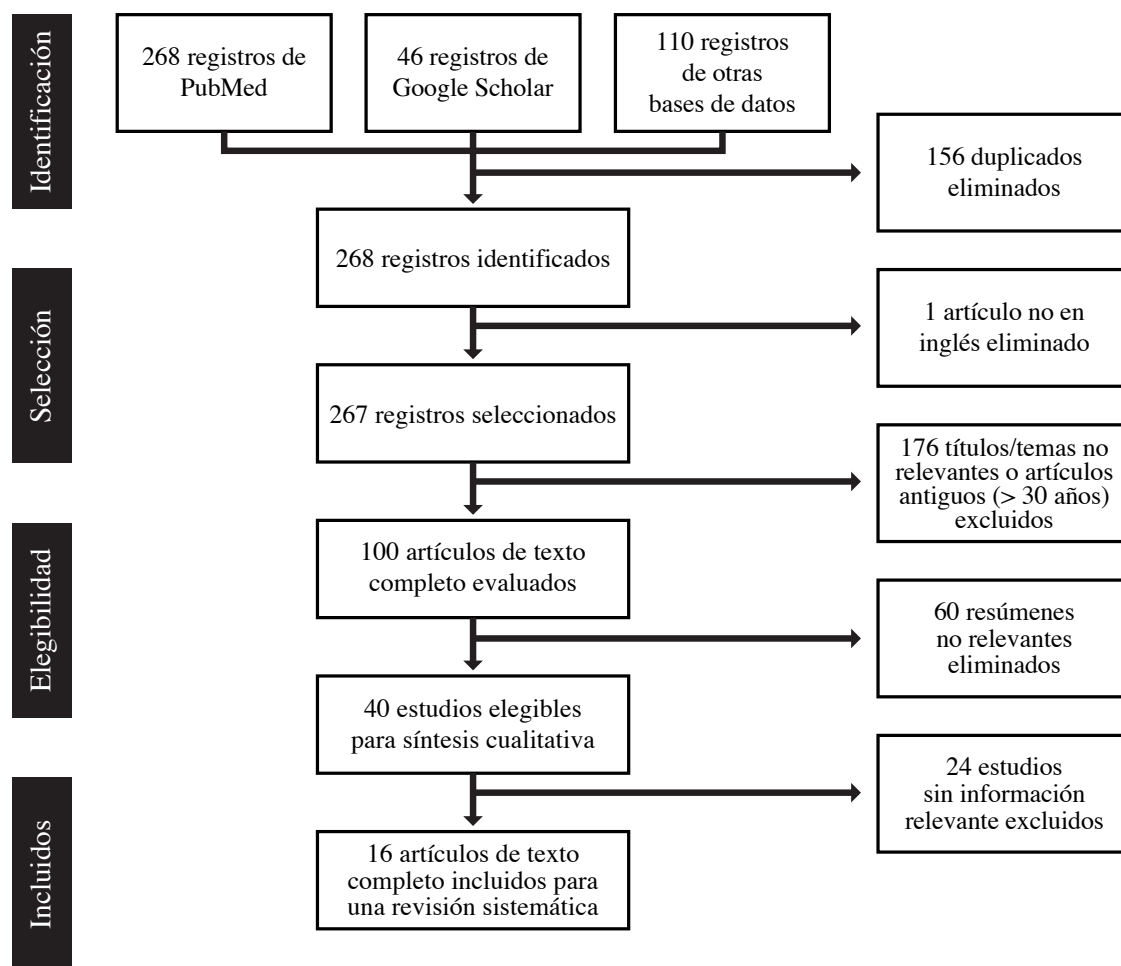 Identificación
268 registros de
PubMed
46 registros de
Google Scholar
110 registros
de otras
bases de datos
156 duplicados
eliminados
268 registros identificados
Selección
1 artículo no en
inglés eliminado
267 registros seleccionados
176 títulos/temas no
relevantes o artículos
antiguos (> 30 años)
excluidos
Elegibilidad
100 artículos de texto
completo evaluados
60 resúmenes
no relevantes
eliminados
40 estudios elegibles
para síntesis cualitativa
24 estudios
sin información
relevante excluidos
Incluidos
16 artículos de texto
completo incluidos para
una revisión sistemática